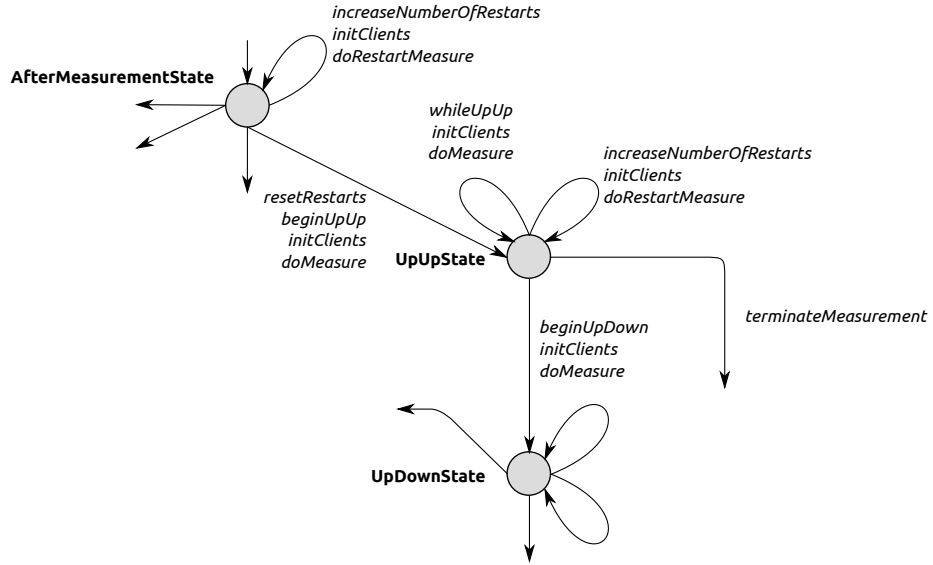 increaseNumberOfRestarts
initClients
doRestartMeasure
AfterMeasurementState
whileUpUp
initClients
doMeasure
increaseNumberOfRestarts
initClients
doRestartMeasure
resetRestarts
beginUpUp
initClients
doMeasure
UpUpState
terminateMeasurement
beginUpDown
initClients
doMeasure
UpDownState